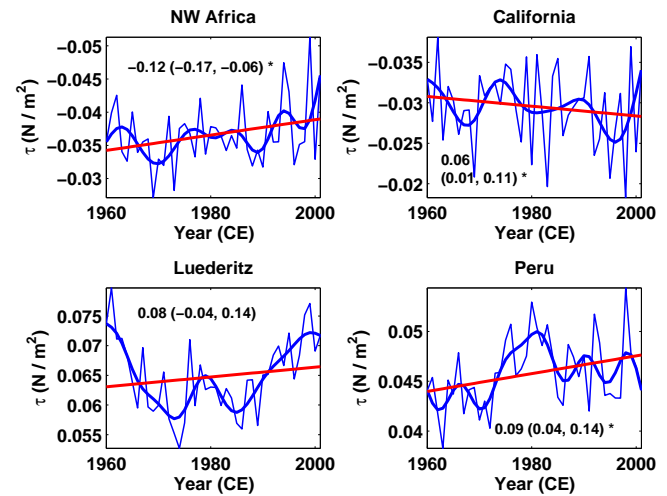 NW Africa
California
−0.05
−0.045
−0.04
−0.035
−0.03
τ (N / m²)
−0.12 (−0.17, −0.06) *
1960
1980
2000
Year (CE)
−0.035
−0.03
−0.025
−0.02
τ (N / m²)
0.06
(0.01, 0.11) *
1960
1980
2000
Year (CE)
Luederitz
Peru
0.075
0.07
0.065
0.06
0.055
τ (N / m²)
0.08 (−0.04, 0.14)
1960
1980
2000
Year (CE)
0.05
0.045
0.04
τ (N / m²)
0.09 (0.04, 0.14) *
1960
1980
2000
Year (CE)